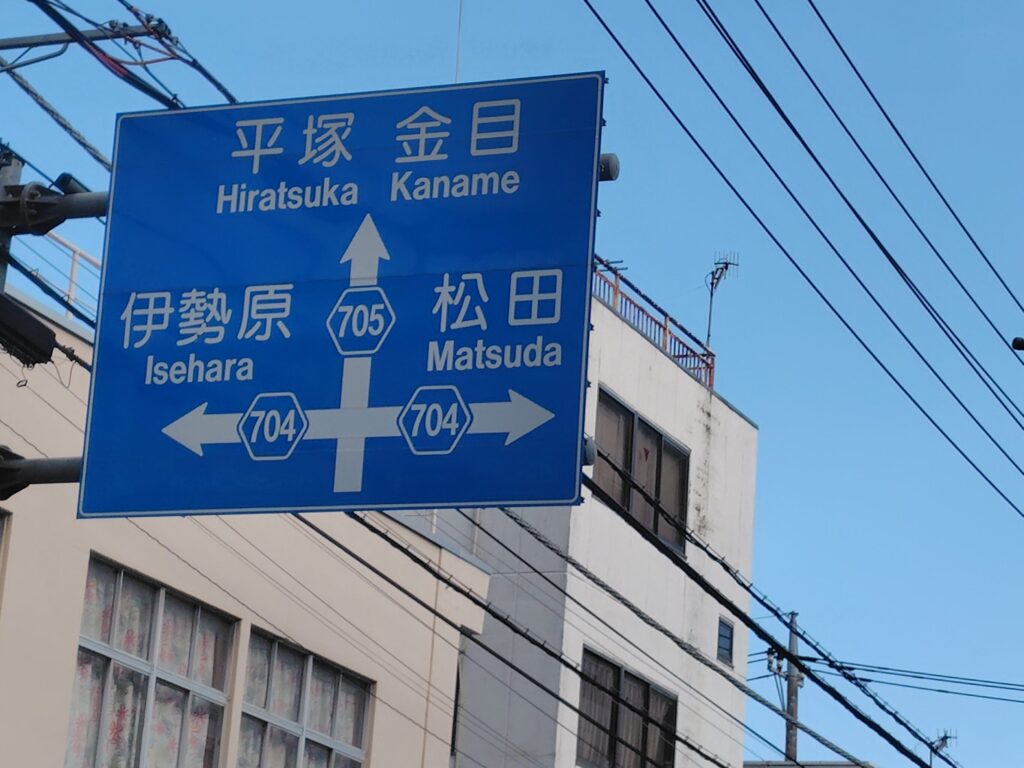 平塚 金目
Hiratsuka Kaname
伊勢原 705 松田
Isehara Matsuda
704 704